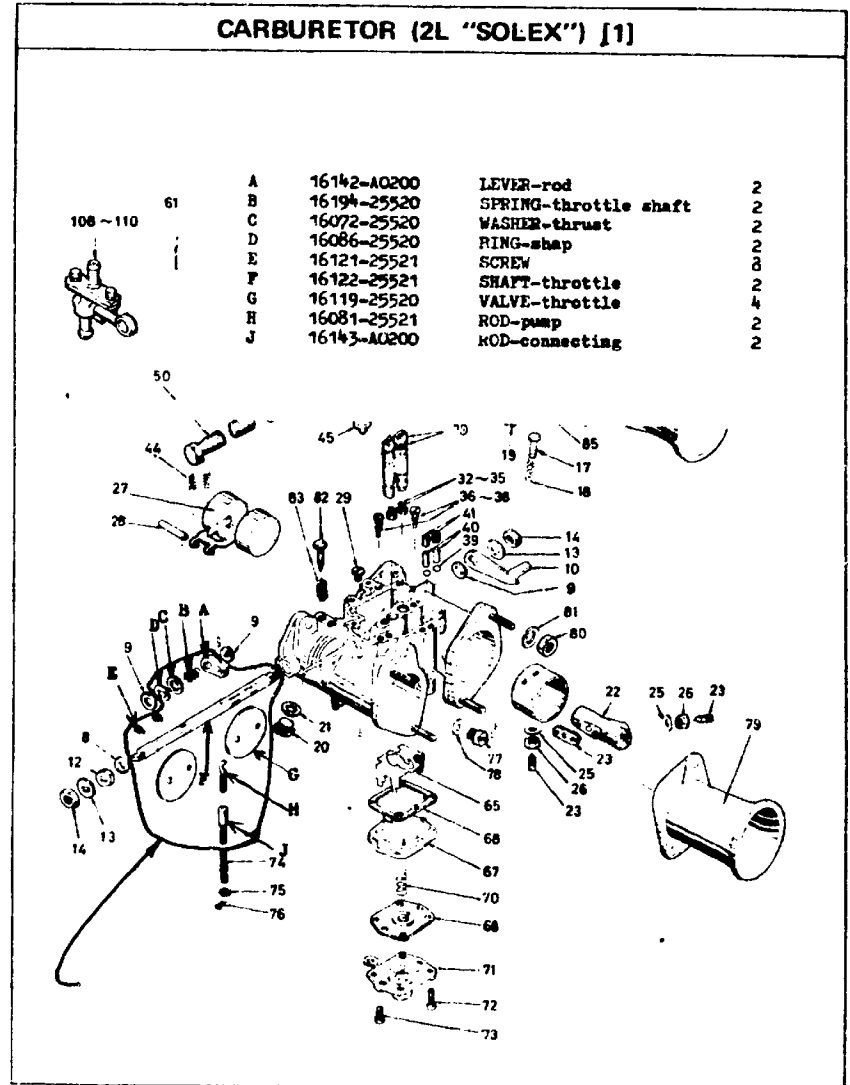 CARBURETOR (2L "SOLEX") [1]
A 16142-A0200 LEVER-rod 2
B 16194-25520 SPRING-throttle shaft 2
C 16072-25520 WASHER-thrust 2
D 16086-25520 RING-shap 2
E 16121-25521 SCREW 8
F 16122-25521 SHAFT-throttle 2
G 16119-25520 VALVE-throttle 4
H 16081-25521 ROD-pump 2
J 16143-A0200 ROD-connecting 2
61
108~110
50
45
19
85
17
18
44
27
28
83 82 29
32~35
36~38
41
40
39
14
13
10
9
81
80
D C B A
9
9
E
8
12
14 13
F
G
21
20
H
J
74
75
76
77
78
22
25 26 23
23
25
26
23
79
65
68
67
70
68
71
72
73